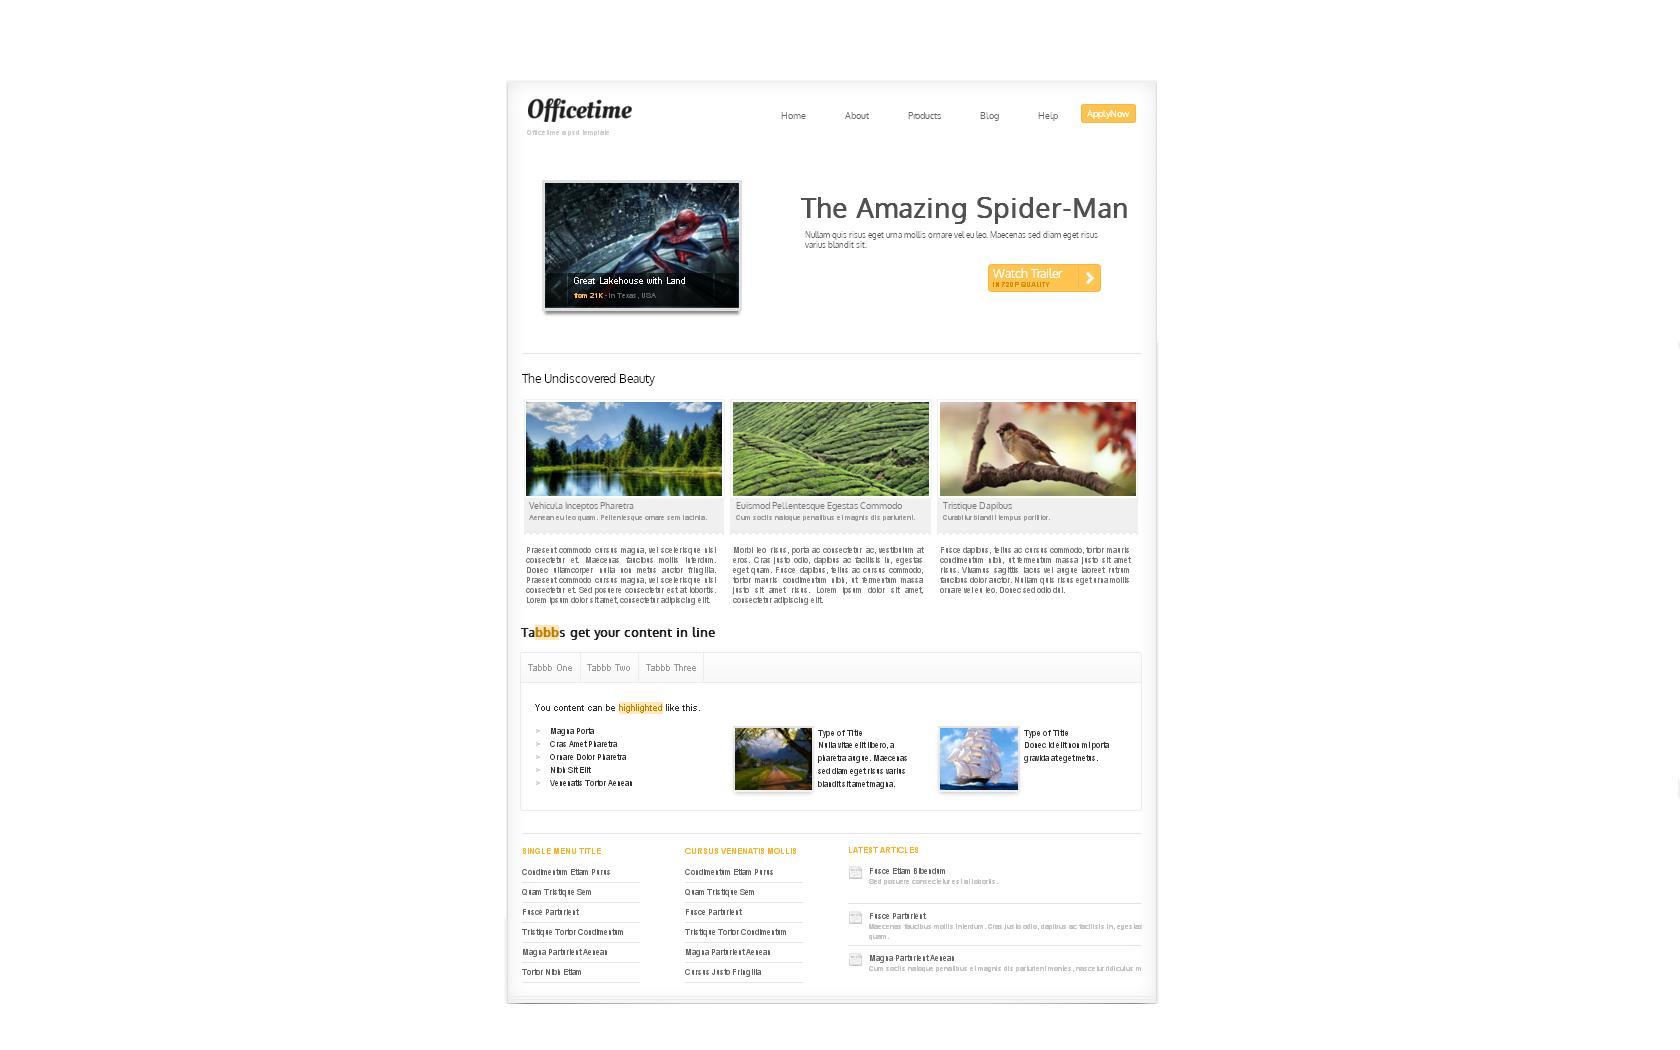 Officetime
Officetime a psd template
Home About Products Blog Help ApplyNow
The Amazing Spider-Man
Nullam quis risus eget urna mollis ornare vel eu leo. Maecenas sed diam eget risus
varius blandit sit.
Great Lakehouse with Land
from 21K - In Texas, USA
Watch Trailer
IN 720P QUALITY
The Undiscovered Beauty
Vehicula Inceptos Pharetra
Aenean eu leo quam. Pellentesque ornare sem lacinia.
Euismod Pellentesque Egestas Commodo
Cum sociis natoque penatibus et magnis dis parturient.
Tristique Dapibus
Curabitur blandit tempus porttitor.
Praesent commodo cursus magna, vel scelerisque nisl
consectetur et. Maecenas faucibus mollis interdum.
Donec ullamcorper nulla non metus auctor fringilla.
Praesent commodo cursus magna, vel scelerisque nisl
consectetur et. Sed posuere consectetur est at lobortis.
Lorem ipsum dolor sit amet, consectetur adipiscing elit.
Morbi leo risus, porta ac consectetur ac, vestibulum at
eros. Cras justo odio, dapibus ac facilisis in, egestas
eget quam. Fusce dapibus, tellus ac cursus commodo,
tortor mauris condimentum nibh, ut fermentum massa
justo sit amet risus. Lorem ipsum dolor sit amet,
consectetur adipiscing elit.
Fusce dapibus, tellus ac cursus commodo, tortor mauris
condimentum nibh, ut fermentum massa justo sit amet
risus. Vivamus sagittis lacus vel augue laoreet rutrum
faucibus dolor auctor. Nullam quis risus eget urna mollis
ornare vel eu leo. Donec sed odio dui.
Tabbbs get your content in line
Tabbb One Tabbb Two Tabbb Three
You content can be highlighted like this.
> Magna Porta
> Cras Amet Pharetra
> Ornare Dolor Pharetra
> Nibh Sit Elit
> Venenatis Tortor Aenean
Type of Title
Nulla vitae elit libero, a
pharetra augue. Maecenas
sed diam eget risus varius
blandit sit amet magna.
Type of Title
Donec id elit non mi porta
gravida at eget metus.
SINGLE MENU TITLE
Condimentum Etiam Purus
Quam Tristique Sem
Fusce Parturient
Tristique Tortor Condimentum
Magna Parturient Aenean
Tortor Nibh Etiam
CURSUS VENENATIS MOLLIS
Condimentum Etiam Purus
Quam Tristique Sem
Fusce Parturient
Tristique Tortor Condimentum
Magna Parturient Aenean
Cursus Justo Fringilla
LATEST ARTICLES
Fusce Etiam Bibendum
Sed posuere consectetur est at lobortis.
Fusce Parturient
Maecenas faucibus mollis interdum. Cras justo odio, dapibus ac facilisis in, egestas
quam.
Magna Parturient Aenean
Cum sociis natoque penatibus et magnis dis parturient montes, nascetur ridiculus m